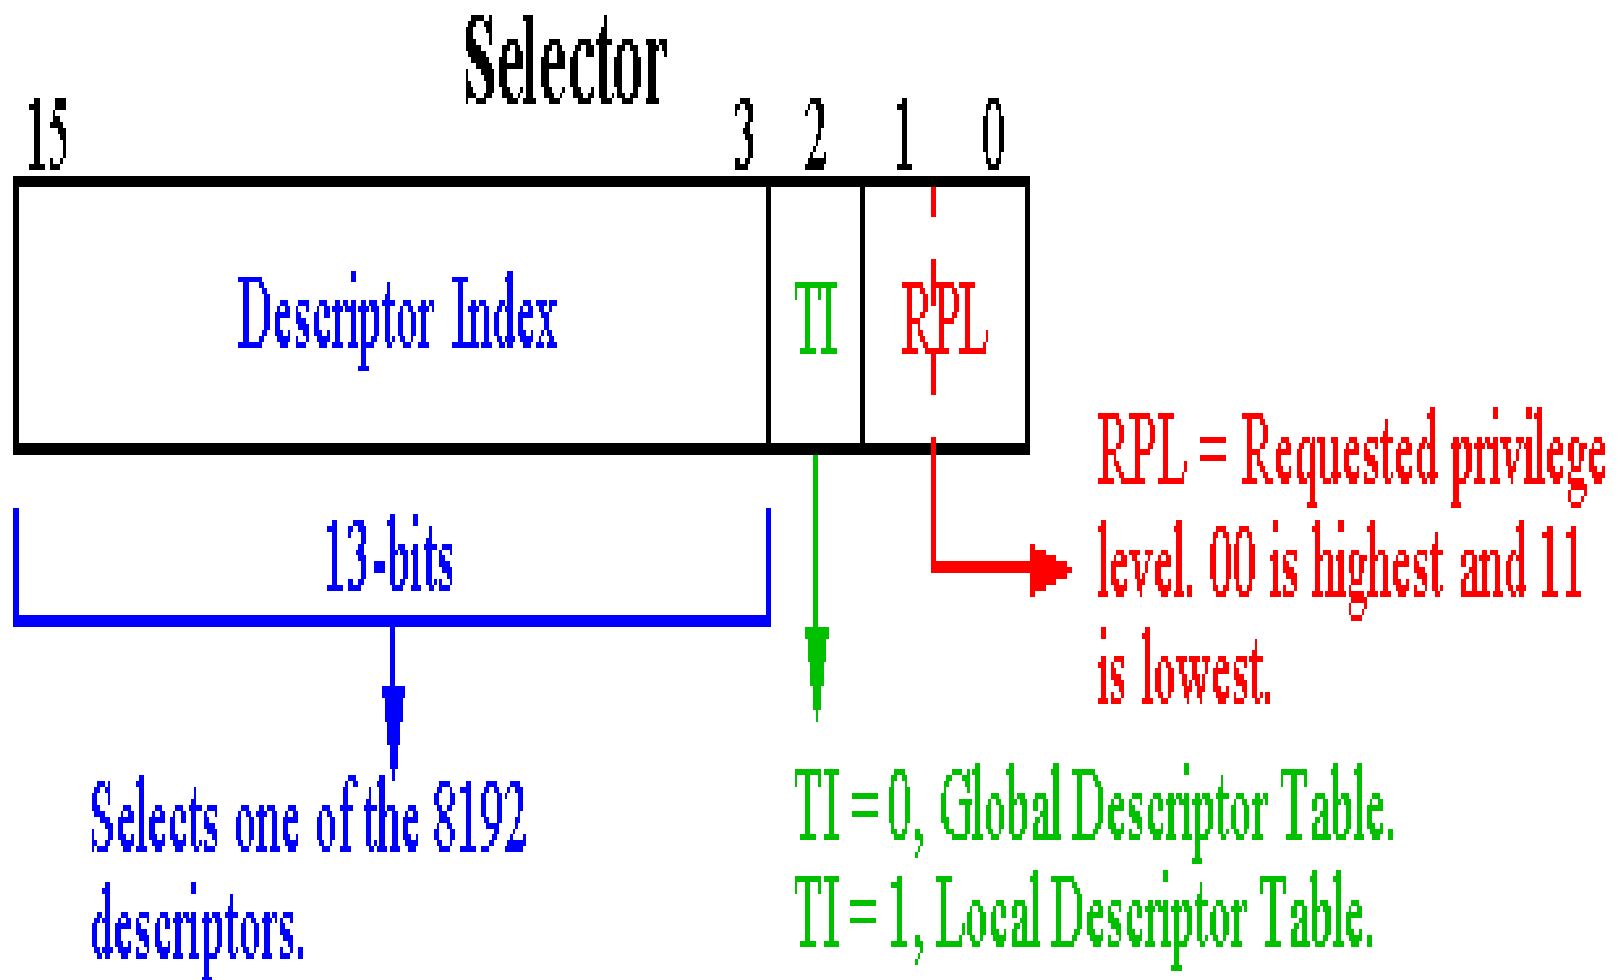 Selector
15 3 2 1 0
Descriptor Index TI RPL
13-bits
RPL = Requested privilege
level. 00 is highest and 11
is lowest.
Selects one of the 8192
descriptors.
TI = 0, Global Descriptor Table.
TI = 1, Local Descriptor Table.